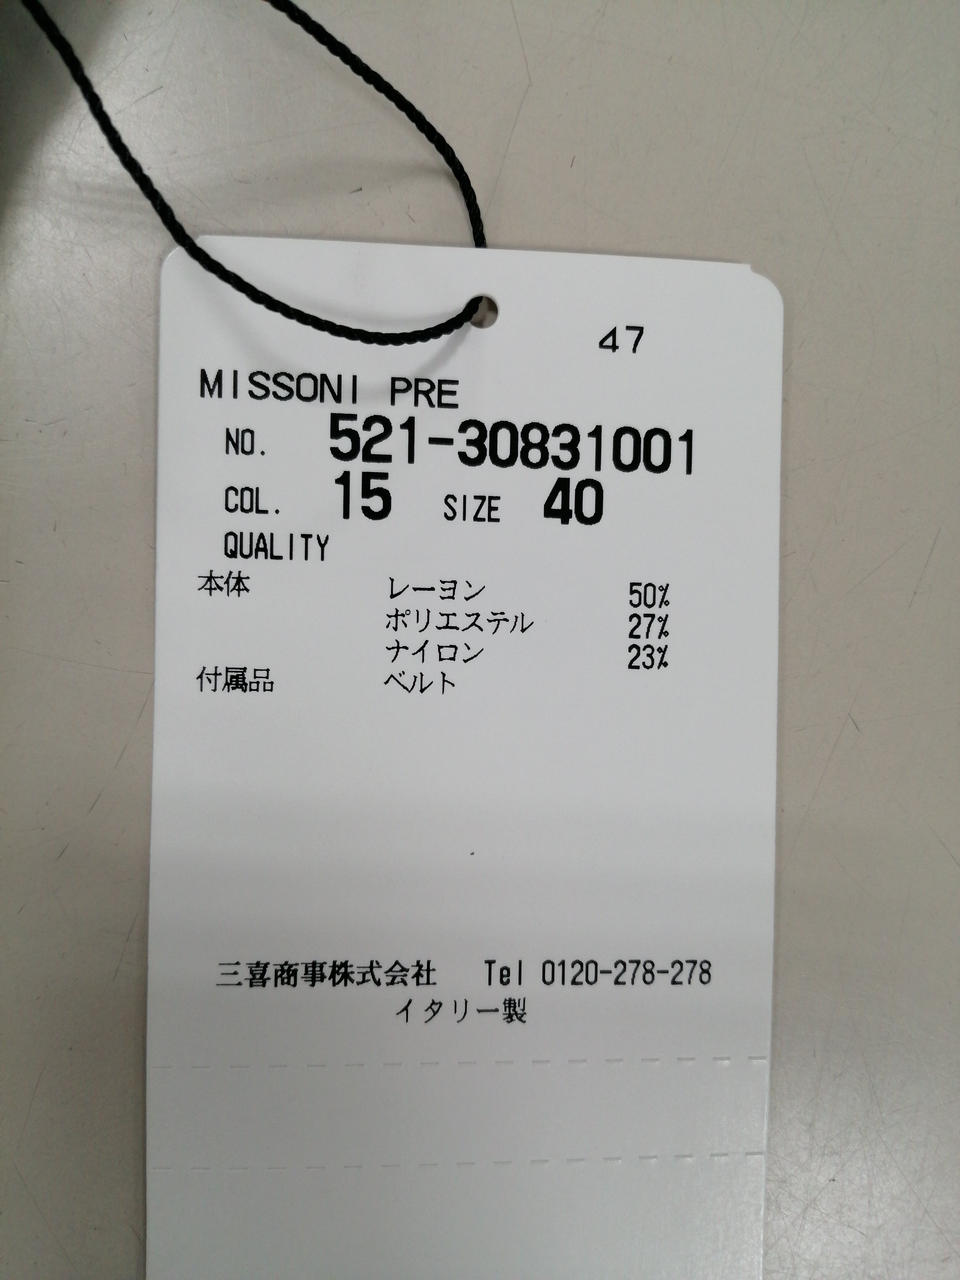 47
MISSONI PRE
NO. 521-30831001
COL. 15 SIZE 40
QUALITY
本体 レーヨン 50%
ポリエステル 27%
ナイロン 23%
付属品 ベルト
三喜商事株式会社 Tel 0120-278-278
イタリー製